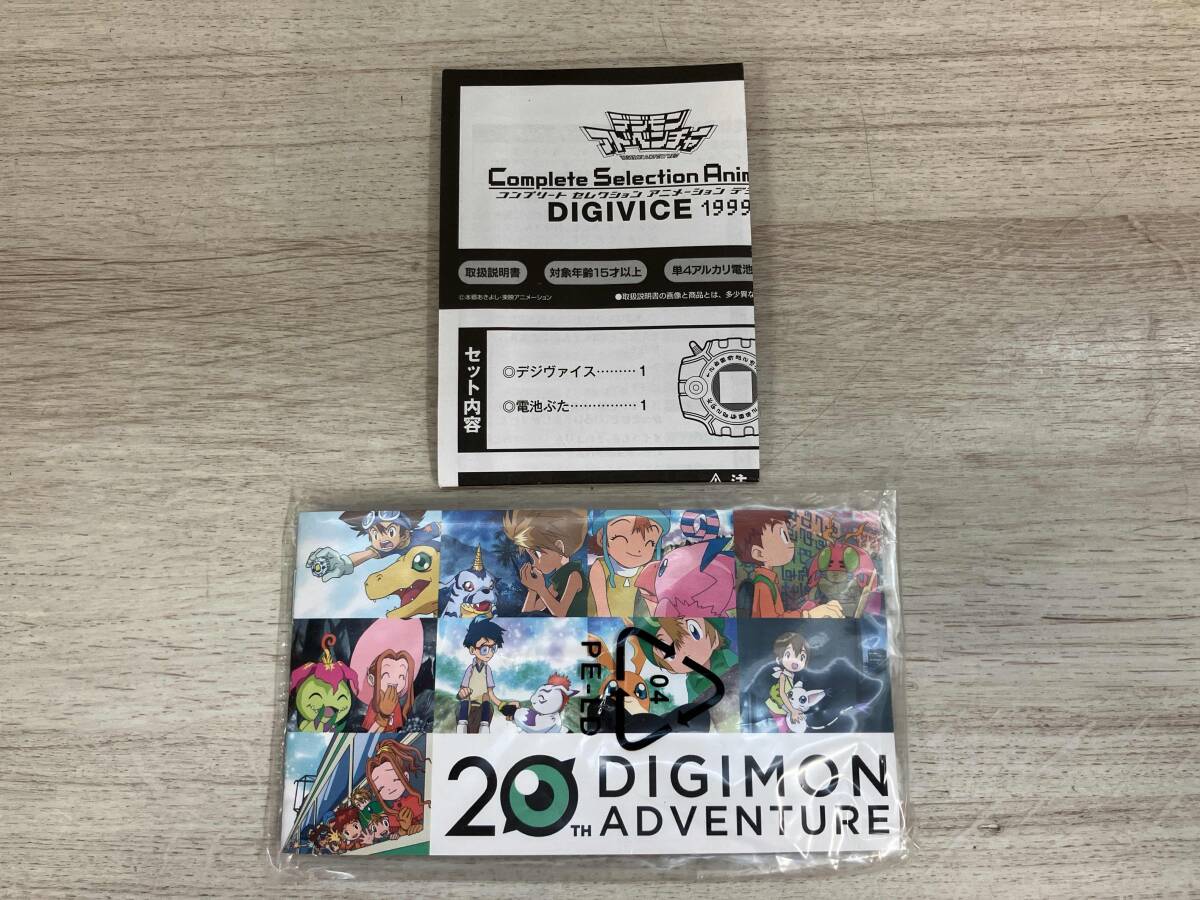 デジモン
アドベンチャー
Complete Selection Anim
コンプリート セレクション アニメーション デジ
DIGIVICE 1999
取扱説明書
対象年齢15才以上
単4アルカリ電池
©本郷あきよし・東映アニメーション
●取扱説明書の画像と商品とは、多少異な
セット内容
◎デジヴァイス………1
◎電池ぶた……………1
⚠ 注
04
PE-LD
20TH DIGIMON
ADVENTURE